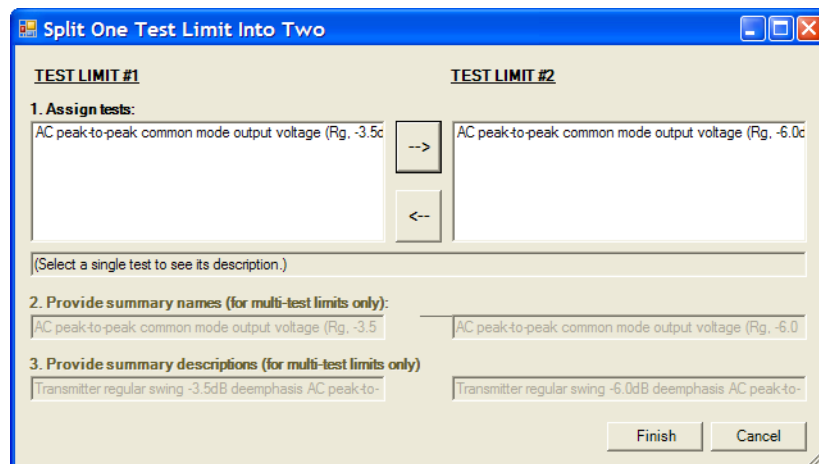 Split One Test Limit Into Two
TEST LIMIT #1
TEST LIMIT #2
1. Assign tests:
AC peak-to-peak common mode output voltage (Rg, -3.5d
-->
AC peak-to-peak common mode output voltage (Rg, -6.0d
<--
(Select a single test to see its description.)
2. Provide summary names (for multi-test limits only):
AC peak-to-peak common mode output voltage (Rg, -3.5
AC peak-to-peak common mode output voltage (Rg, -6.0
3. Provide summary descriptions (for multi-test limits only)
Transmitter regular swing -3.5dB deemphasis AC peak-to-
Transmitter regular swing -6.0dB deemphasis AC peak-to-
Finish
Cancel